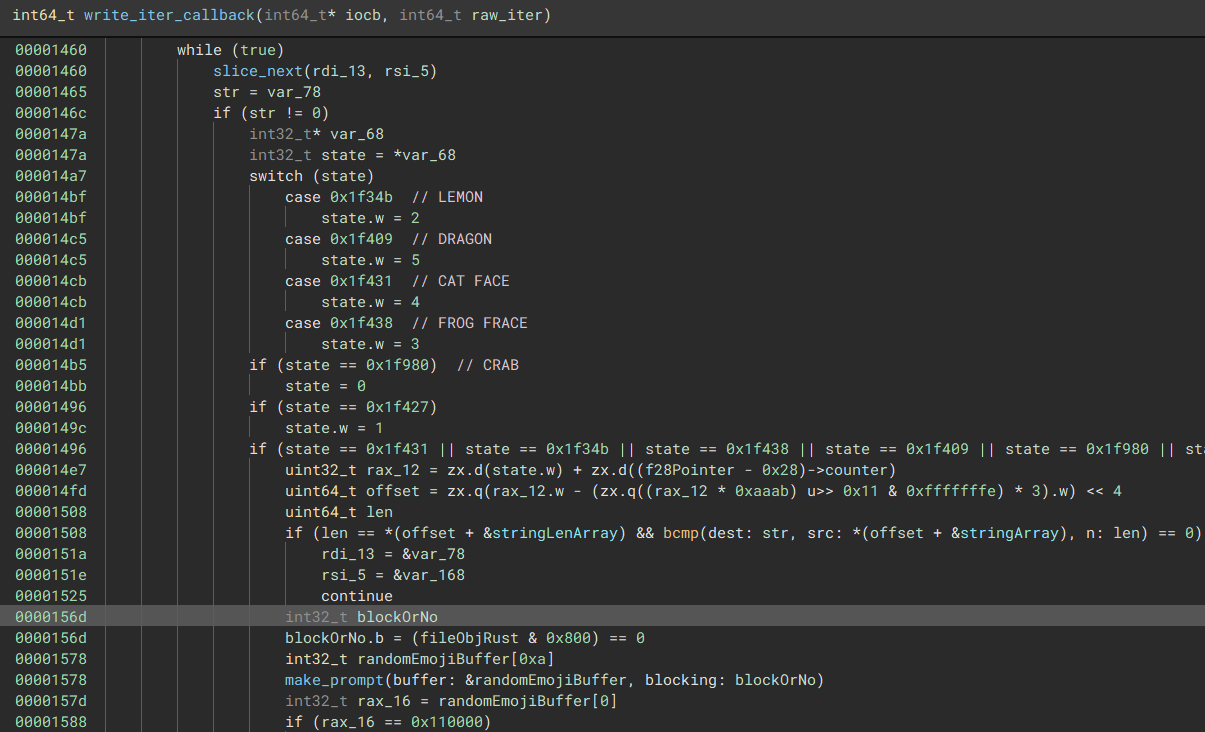 int64_t write_iter_callback(int64_t* iocb, int64_t raw_iter)
00001460 while (true)
00001460 slice_next(rdi_13, rsi_5)
00001465 str = var_78
0000146c if (str != 0)
0000147a int32_t* var_68
0000147a int32_t state = *var_68
000014a7 switch (state)
000014bf case 0x1f34b // LEMON
000014bf state.w = 2
000014c5 case 0x1f409 // DRAGON
000014c5 state.w = 5
000014cb case 0x1f431 // CAT FACE
000014cb state.w = 4
000014d1 case 0x1f438 // FROG FRACE
000014d1 state.w = 3
000014b5 if (state == 0x1f980) // CRAB
000014bb state = 0
00001496 if (state == 0x1f427)
0000149c state.w = 1
00001496 if (state == 0x1f431 || state == 0x1f34b || state == 0x1f438 || state == 0x1f409 || state == 0x1f980 || st
000014e7 uint32_t rax_12 = zx.d(state.w) + zx.d((f28Pointer - 0x28)->counter)
000014fd uint64_t offset = zx.q(rax_12.w - (zx.q((rax_12 * 0xaaab) u>> 0x11 & 0xfffffffe) * 3).w) << 4
00001508 uint64_t len
00001508 if (len == *(offset + &stringLenArray) && bcmp(dest: str, src: *(offset + &stringArray), n: len) == 0)
0000151a rdi_13 = &var_78
0000151e rsi_5 = &var_168
00001525 continue
0000156d int32_t blockOrNo
0000156d blockOrNo.b = (fileObjRust & 0x800) == 0
00001578 int32_t randomEmojiBuffer[0xa]
00001578 make_prompt(buffer: &randomEmojiBuffer, blocking: blockOrNo)
0000157d int32_t rax_16 = randomEmojiBuffer[0]
00001588 if (rax_16 == 0x110000)